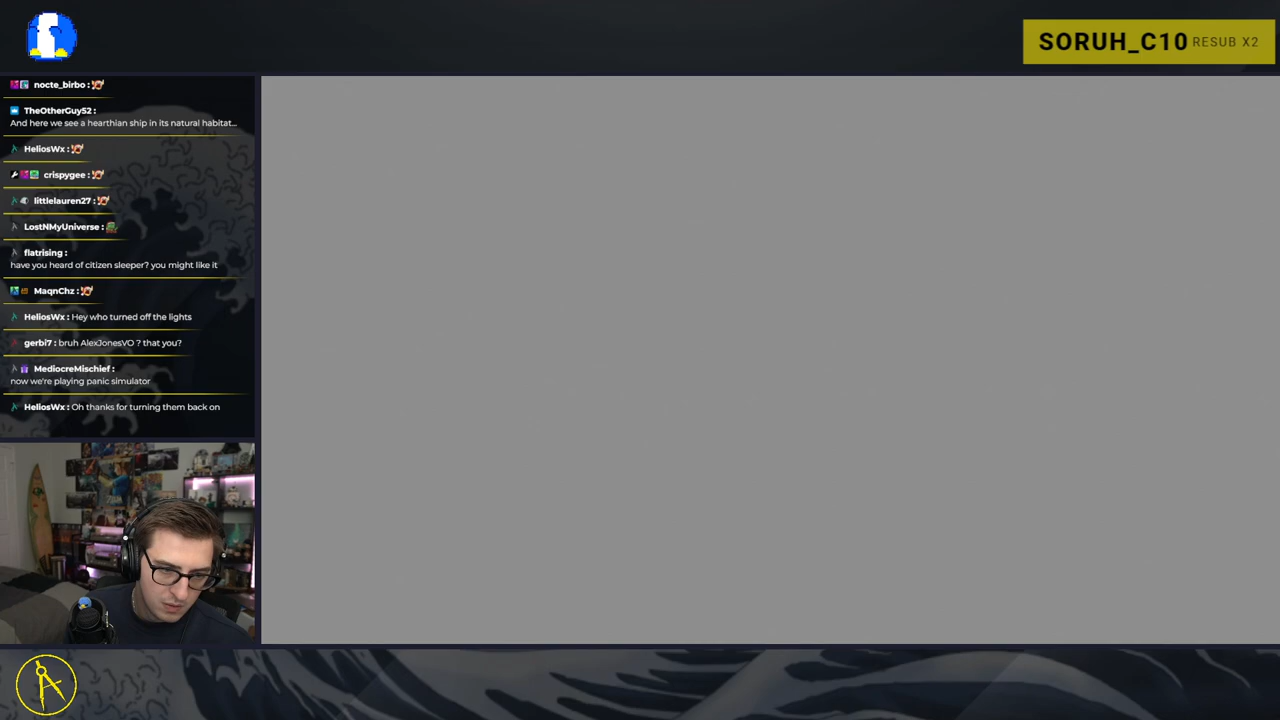 SORUH_C10 RESUB X2
nocte_birbo :
TheOtherGuy52 :
And here we see a hearthian ship in its natural habitat...
HeliosWx :
crispygee :
littlelauren27 :
LostNMyUniverse :
flatrising :
have you heard of citizen sleeper? you might like it
MaqnChz :
HeliosWx : Hey who turned off the lights
gerbi7 : bruh AlexJonesVO ? that you?
MediocreMischief :
now we're playing panic simulator
HeliosWx : Oh thanks for turning them back on